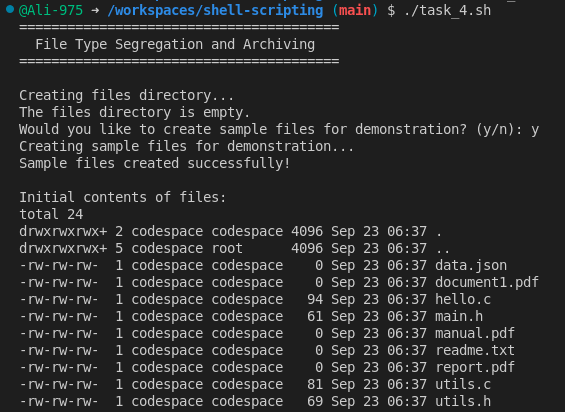 @Ali-975 ➜ /workspaces/shell-scripting (main) $ ./task_4.sh
========================================
  File Type Segregation and Archiving
========================================
Creating files directory...
The files directory is empty.
Would you like to create sample files for demonstration? (y/n): y
Creating sample files for demonstration...
Sample files created successfully!
Initial contents of files:
total 24
drwxrwxrwx+ 2 codespace codespace 4096 Sep 23 06:37 .
drwxrwxrwx+ 5 codespace root      4096 Sep 23 06:37 ..
-rw-rw-rw-  1 codespace codespace    0 Sep 23 06:37 data.json
-rw-rw-rw-  1 codespace codespace    0 Sep 23 06:37 document1.pdf
-rw-rw-rw-  1 codespace codespace   94 Sep 23 06:37 hello.c
-rw-rw-rw-  1 codespace codespace   61 Sep 23 06:37 main.h
-rw-rw-rw-  1 codespace codespace    0 Sep 23 06:37 manual.pdf
-rw-rw-rw-  1 codespace codespace    0 Sep 23 06:37 readme.txt
-rw-rw-rw-  1 codespace codespace    0 Sep 23 06:37 report.pdf
-rw-rw-rw-  1 codespace codespace   81 Sep 23 06:37 utils.c
-rw-rw-rw-  1 codespace codespace   69 Sep 23 06:37 utils.h